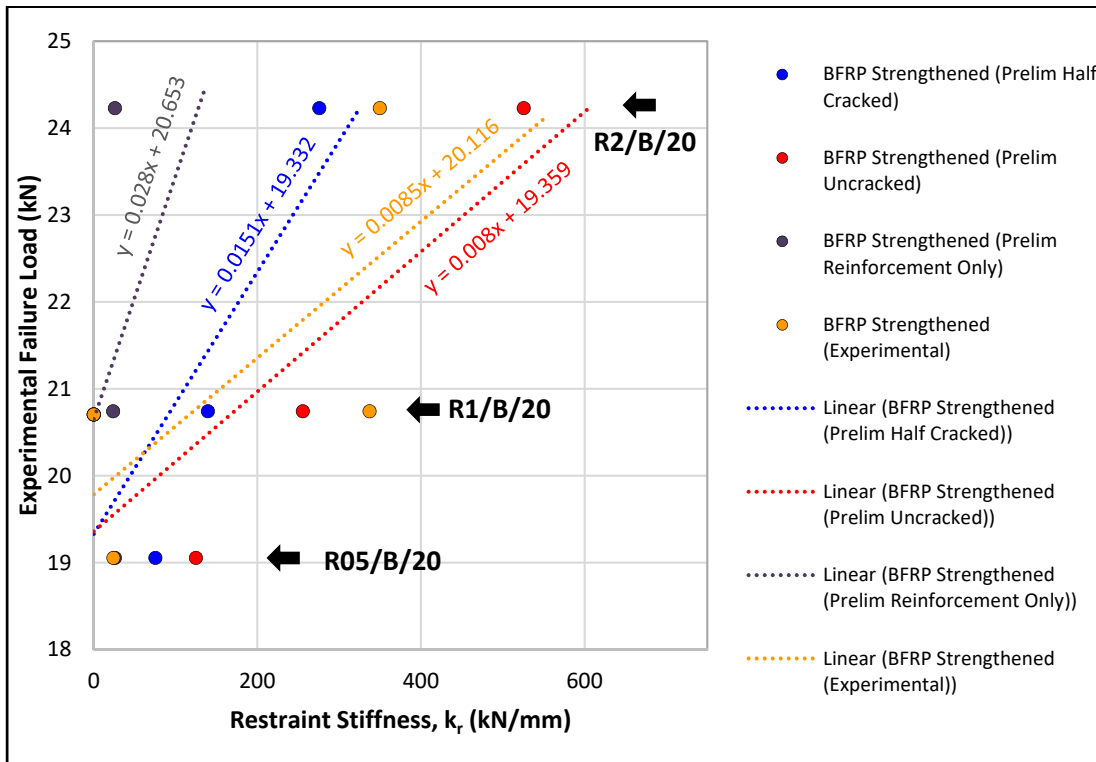 25
24
23
22
21
20
19
18
0
200
400
600
Experimental Failure Load (kN)
Restraint Stiffness, kᵣ (kN/mm)
y = 0.028x + 20.653
y = 0.0151x + 19.332
y = 0.0085x + 20.116
y = 0.008x + 19.359
R2/B/20
R1/B/20
R05/B/20
BFRP Strengthened (Prelim Half
Cracked)
BFRP Strengthened (Prelim
Uncracked)
BFRP Strengthened (Prelim
Reinforcement Only)
BFRP Strengthened
(Experimental)
Linear (BFRP Strengthened
(Prelim Half Cracked))
Linear (BFRP Strengthened
(Prelim Uncracked))
Linear (BFRP Strengthened
(Prelim Reinforcement Only))
Linear (BFRP Strengthened
(Experimental))